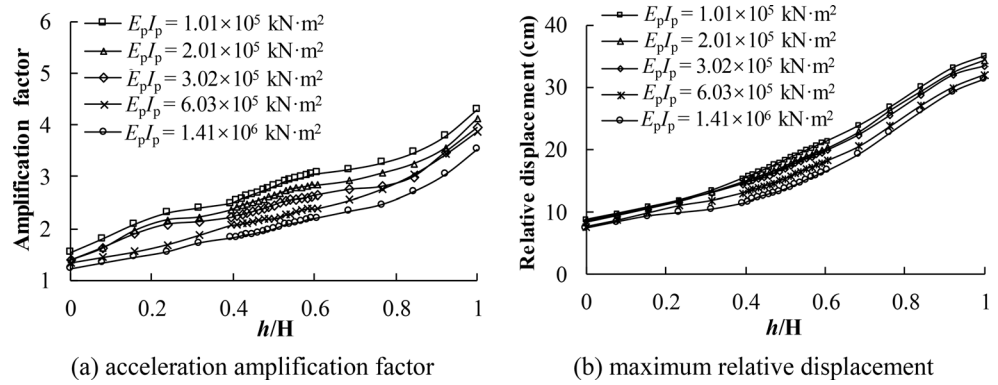 6
5
4
3
2
1
0
0.2
0.4
0.6
0.8
1
Amplification factor
h/H
EpIp = 1.01×10⁵ kN·m²
EpIp = 2.01×10⁵ kN·m²
EpIp = 3.02×10⁵ kN·m²
EpIp = 6.03×10⁵ kN·m²
EpIp = 1.41×10⁶ kN·m²
(a) acceleration amplification factor
40
30
20
10
0
0
0.2
0.4
0.6
0.8
1
Relative displacement (cm)
h/H
EpIp = 1.01×10⁵ kN·m²
EpIp = 2.01×10⁵ kN·m²
EpIp = 3.02×10⁵ kN·m²
EpIp = 6.03×10⁵ kN·m²
EpIp = 1.41×10⁶ kN·m²
(b) maximum relative displacement